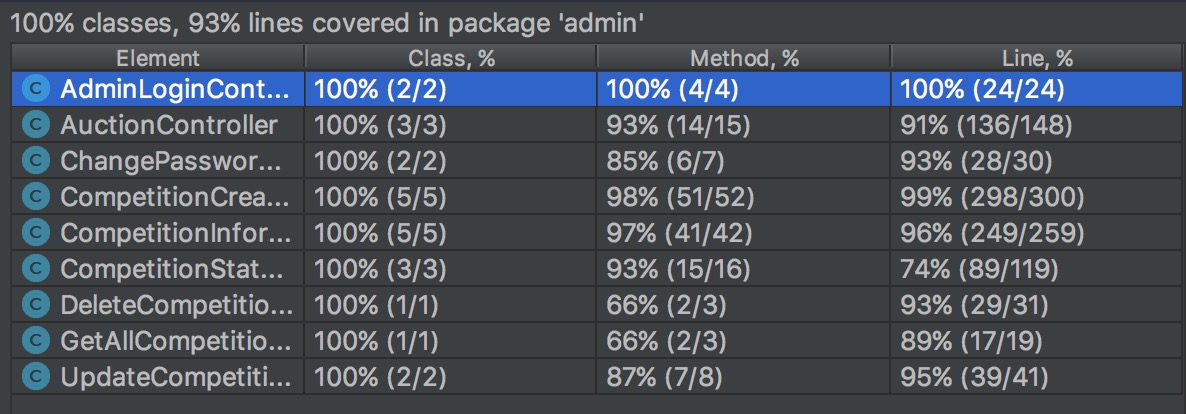 100% classes, 93% lines covered in package 'admin'
Element Class, % Method, % Line, %
C AdminLoginCont... 100% (2/2) 100% (4/4) 100% (24/24)
C AuctionController 100% (3/3) 93% (14/15) 91% (136/148)
C ChangePasswor... 100% (2/2) 85% (6/7) 93% (28/30)
C CompetitionCrea... 100% (5/5) 98% (51/52) 99% (298/300)
C CompetitionInfor... 100% (5/5) 97% (41/42) 96% (249/259)
C CompetitionStat... 100% (3/3) 93% (15/16) 74% (89/119)
C DeleteCompetitio... 100% (1/1) 66% (2/3) 93% (29/31)
C GetAllCompetitio... 100% (1/1) 66% (2/3) 89% (17/19)
C UpdateCompetiti... 100% (2/2) 87% (7/8) 95% (39/41)